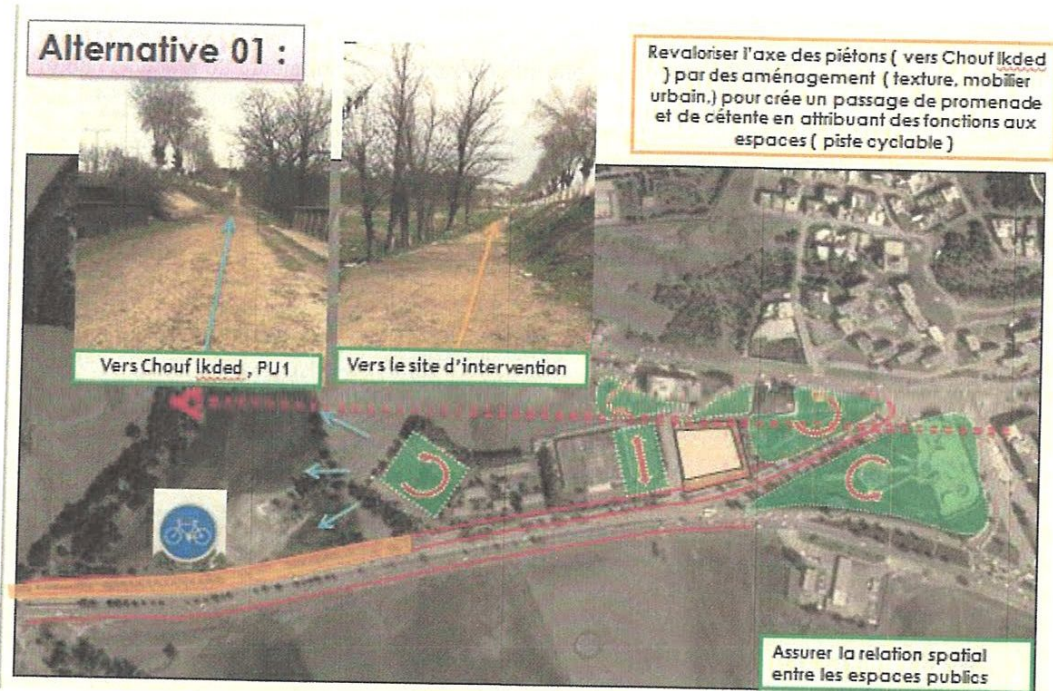 Alternative 01 :
Revaloriser l'axe des piétons ( vers Chouf Ikded
) par des aménagement ( texture, mobilier
urbain,) pour crée un passage de promenade
et de cétente en attribuant des fonctions aux
espaces ( piste cyclable )
Vers Chouf Ikded , PU1
Vers le site d'intervention
Assurer la relation spatial
entre les espaces publics